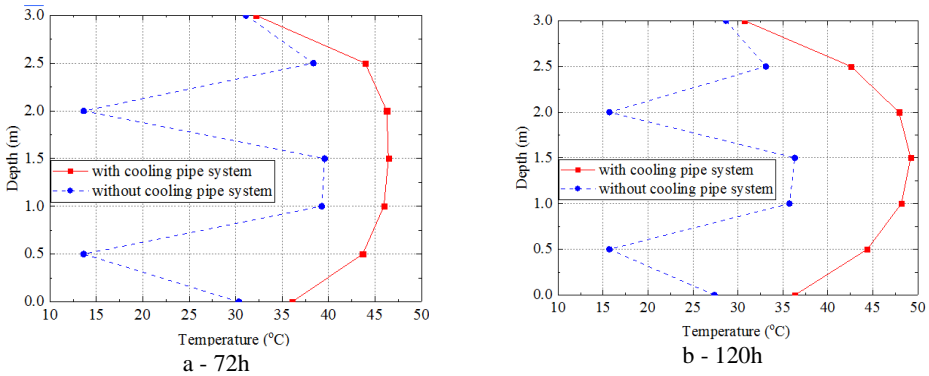 3.0
2.5
2.0
1.5
1.0
0.5
0.0
Depth (m)
with cooling pipe system
without cooling pipe system
10 15 20 25 30 35 40 45 50
Temperature (°C)
a - 72h
3.0
2.5
2.0
1.5
1.0
0.5
0.0
Depth (m)
with cooling pipe system
without cooling pipe system
10 15 20 25 30 35 40 45 50
Temperature (°C)
b - 120h